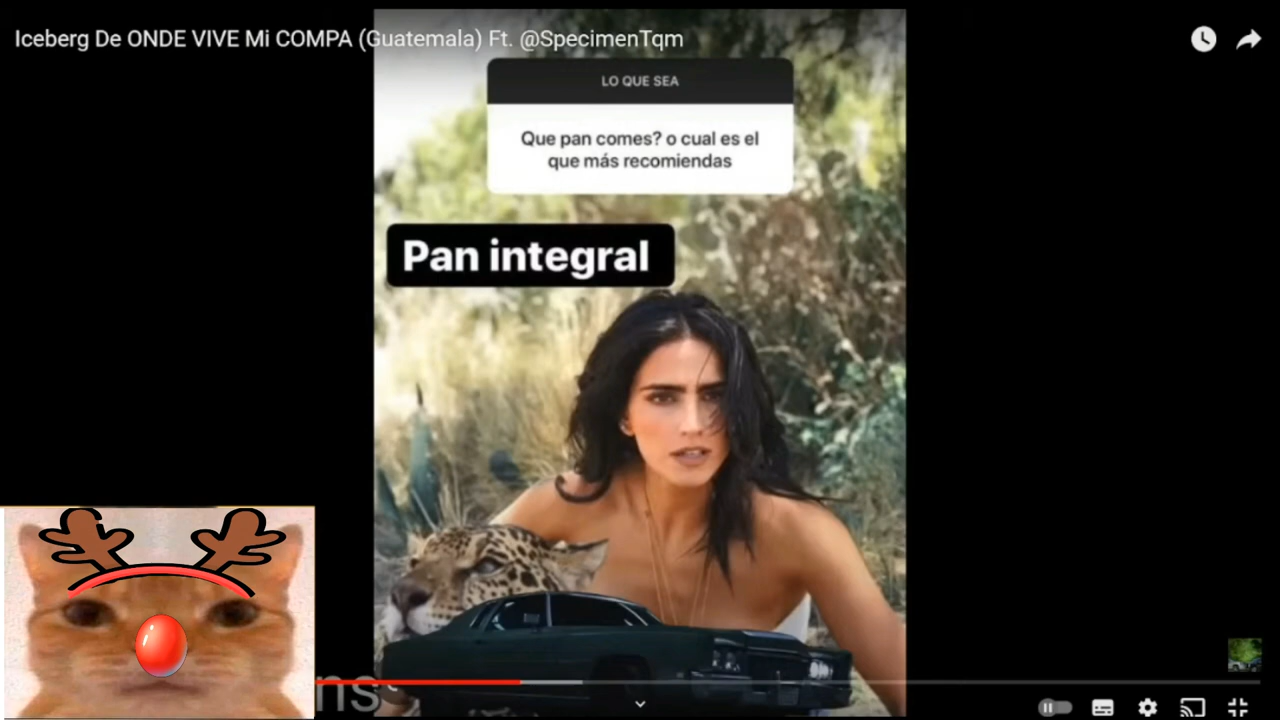 Iceberg De ONDE VIVE Mi COMPA (Guatemala) Ft. @SpecimenTqm
LO QUE SEA
Que pan comes? o cual es el
que más recomiendas
Pan integral
ns